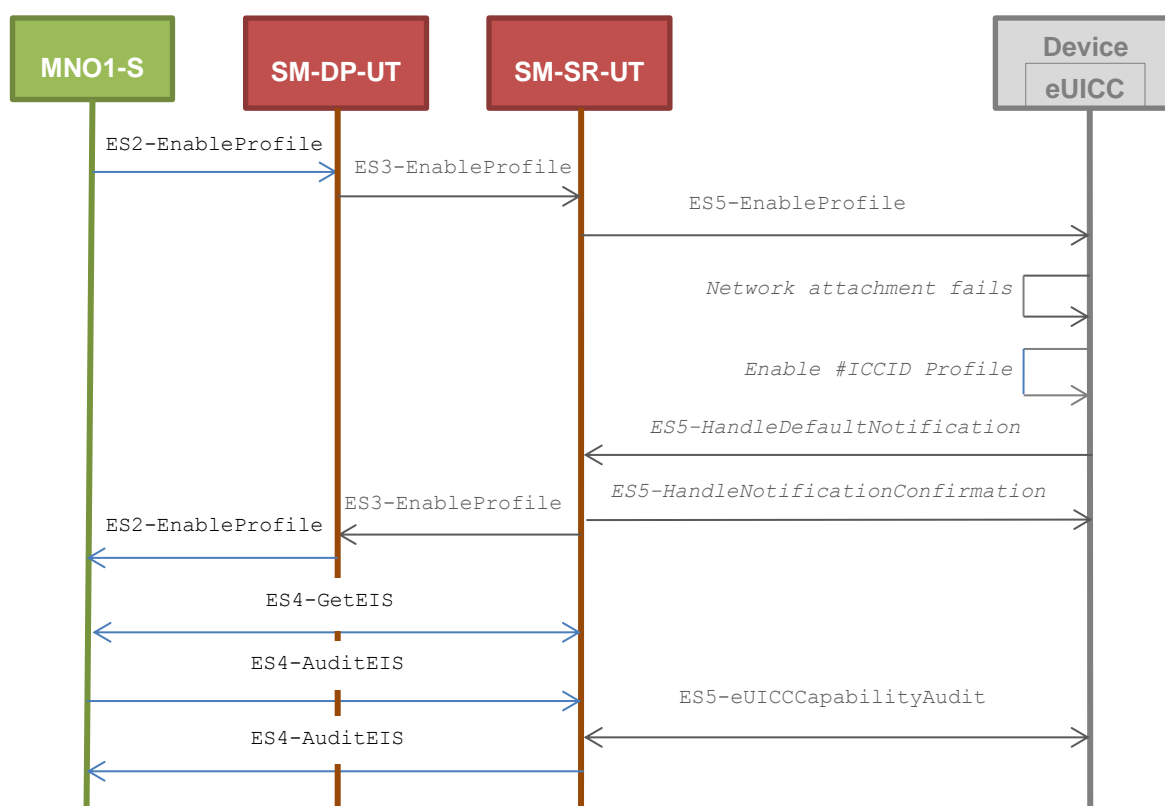 MNO1-S
SM-DP-UT
SM-SR-UT
Device
eUICC
ES2-EnableProfile
ES3-EnableProfile
ES5-EnableProfile
Network attachment fails
Enable #ICCID Profile
ES5-HandleDefaultNotification
ES5-HandleNotificationConfirmation
ES3-EnableProfile
ES2-EnableProfile
ES4-GetEIS
ES4-AuditEIS
ES5-eUICCCapabilityAudit
ES4-AuditEIS